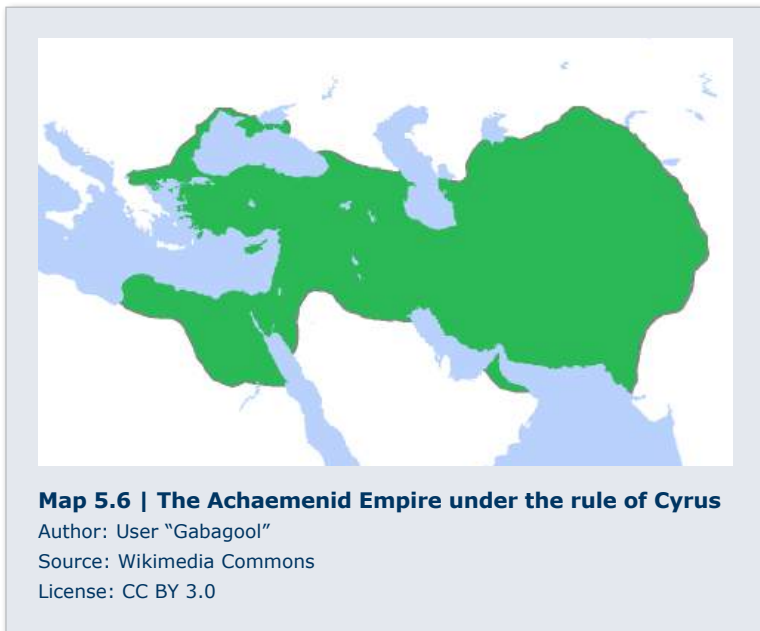 Map 5.6 | The Achaemenid Empire under the rule of Cyrus
Author: User “Gabagool”
Source: Wikimedia Commons
License: CC BY 3.0